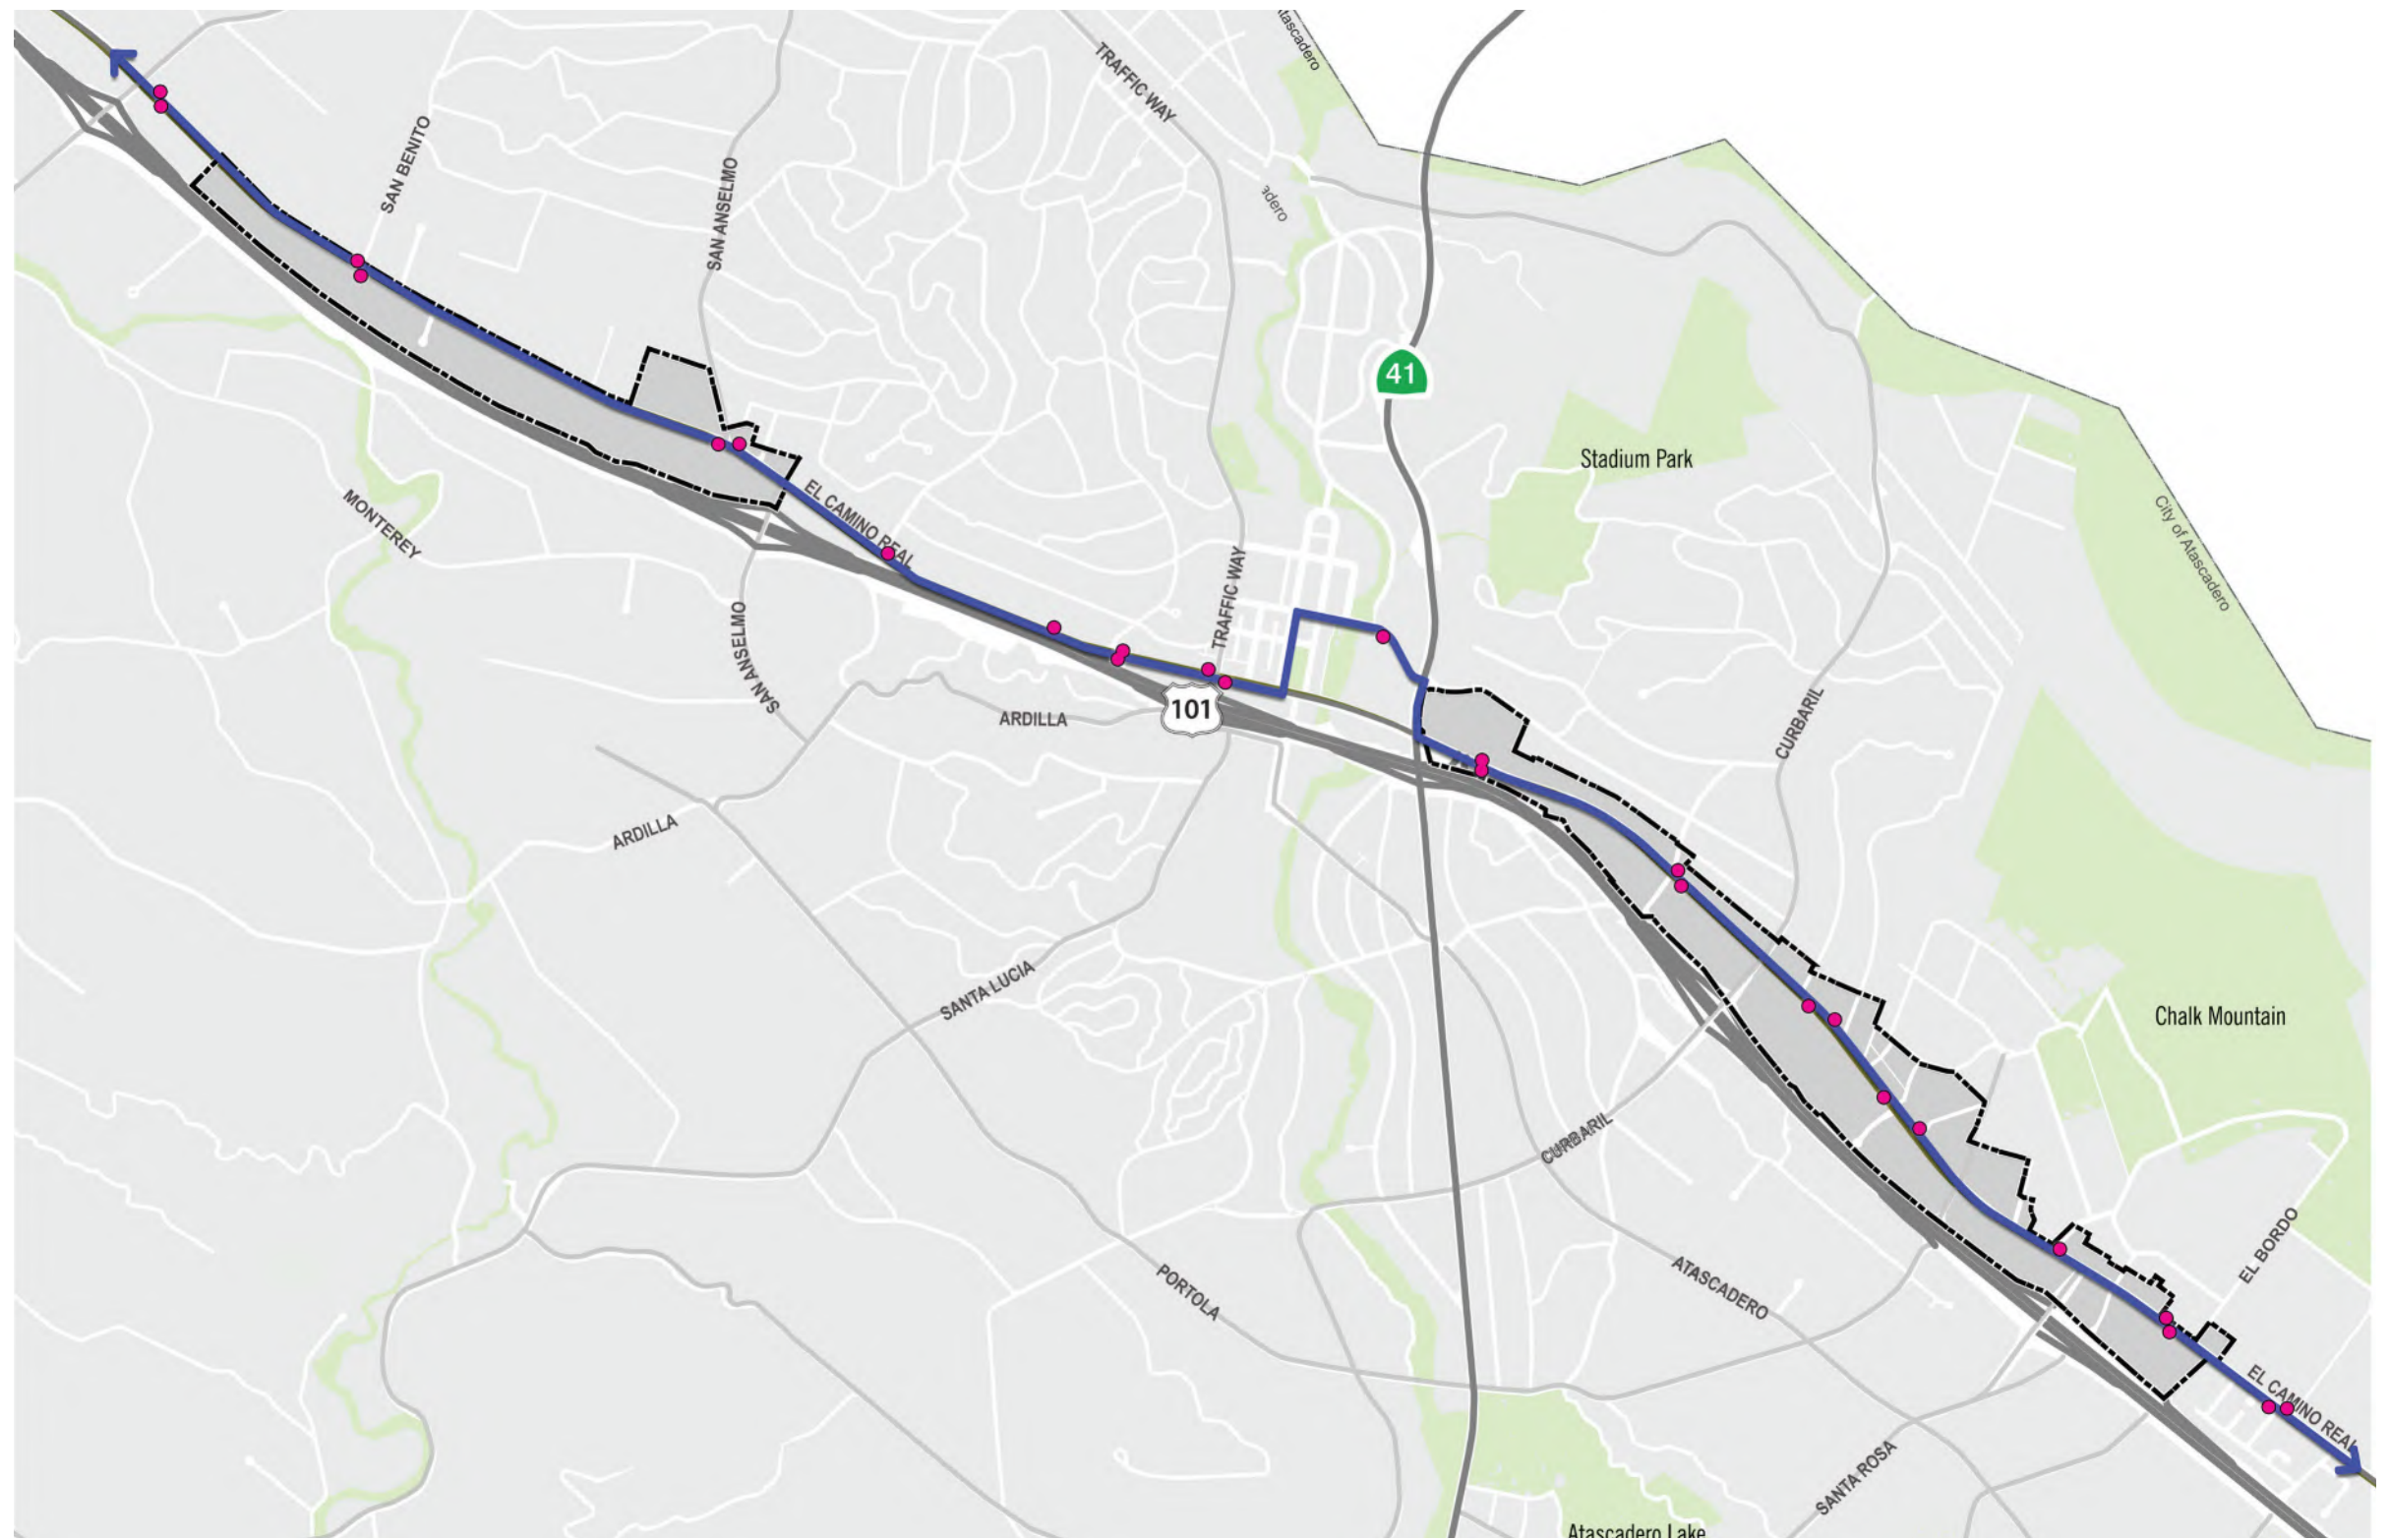 Atascadero
TRAFFIC WAY
SAN BENITO
SAN ANSELMO
adero
41
Stadium Park
EL CAMINO REAL
MONTEREY
City of Atascadero
TRAFFIC WAY
SAN ANSELMO
101
ARDILLA
CURBARIL
ARDILLA
SANTA LUCIA
Chalk Mountain
CURBARIL
EL BORDO
PORTOLA
ATASCADERO
EL CAMINO REAL
SANTA ROSA
Atascadero Lake